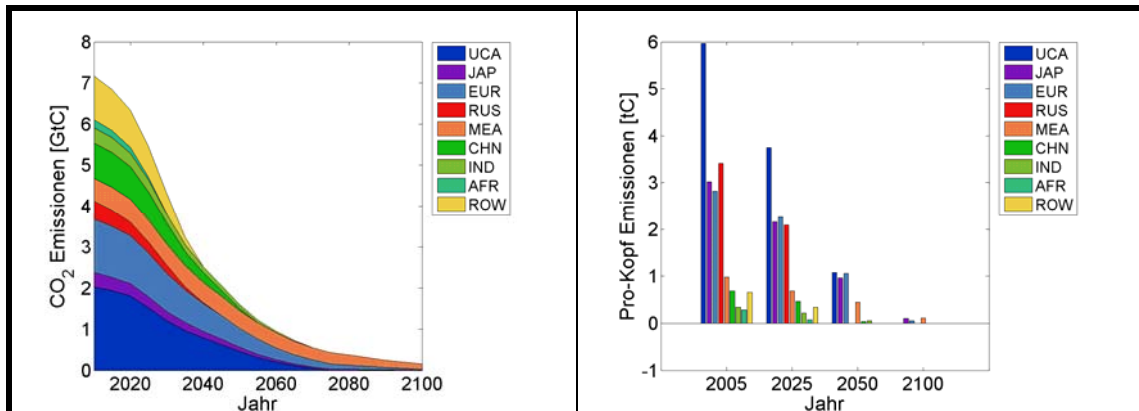 8
7
6
5
4
3
2
1
0
CO2 Emissionen [GtC]
2020 2040 2060 2080 2100
Jahr
UCA
JAP
EUR
RUS
MEA
CHN
IND
AFR
ROW
6
5
4
3
2
1
0
-1
Pro-Kopf Emissionen [tC]
2005 2025 2050 2100
Jahr
UCA
JAP
EUR
RUS
MEA
CHN
IND
AFR
ROW